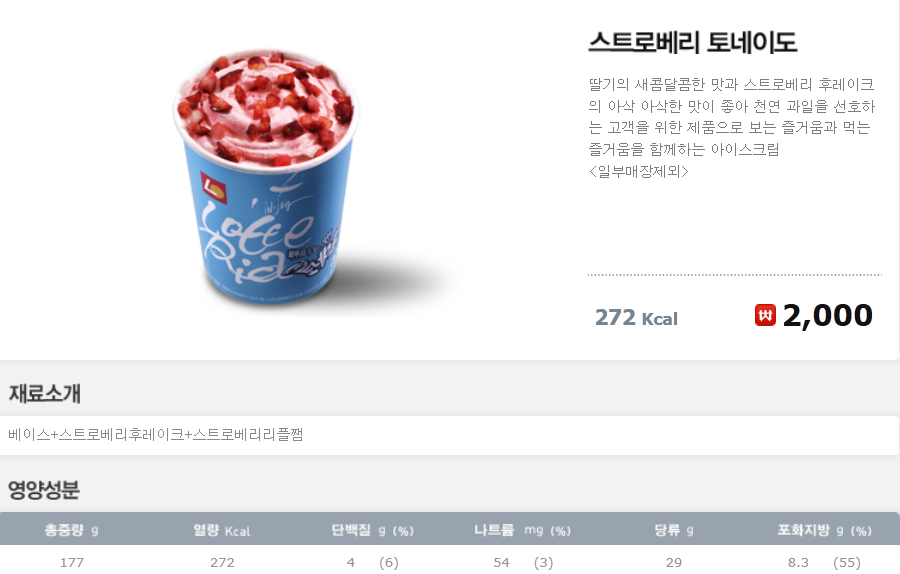 스트로베리 토네이도
딸기의 새콤달콤한 맛과 스트로베리 후레이크
의 아삭 아삭한 맛이 좋아 천연 과일을 선호하
는 고객을 위한 제품으로 보는 즐거움과 먹는
즐거움을 함께하는 아이스크림
<일부매장제외>
Lotte
Ria
272 Kcal
2,000
재료소개
베이스+스트로베리후레이크+스트로베리리플쨈
영양성분
총중량 g 열량 Kcal 단백질 g (%) 나트륨 mg (%) 당류 g 포화지방 g (%)
177 272 4 (6) 54 (3) 29 8.3 (55)